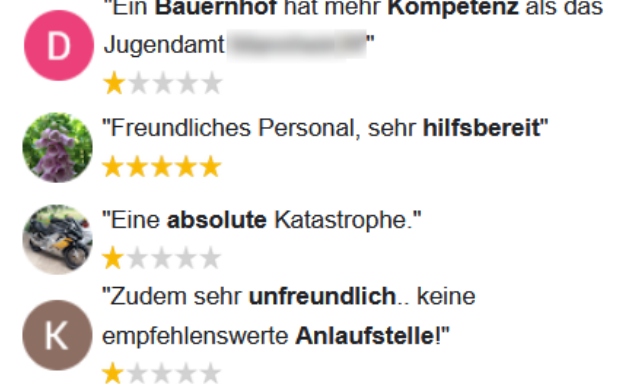 "Ein Bauernhof hat mehr Kompetenz als das
D
Jugendamt "
"Freundliches Personal, sehr hilfsbereit"
"Eine absolute Katastrophe."
"Zudem sehr unfreundlich.. keine
K
empfehlenswerte Anlaufstelle!"